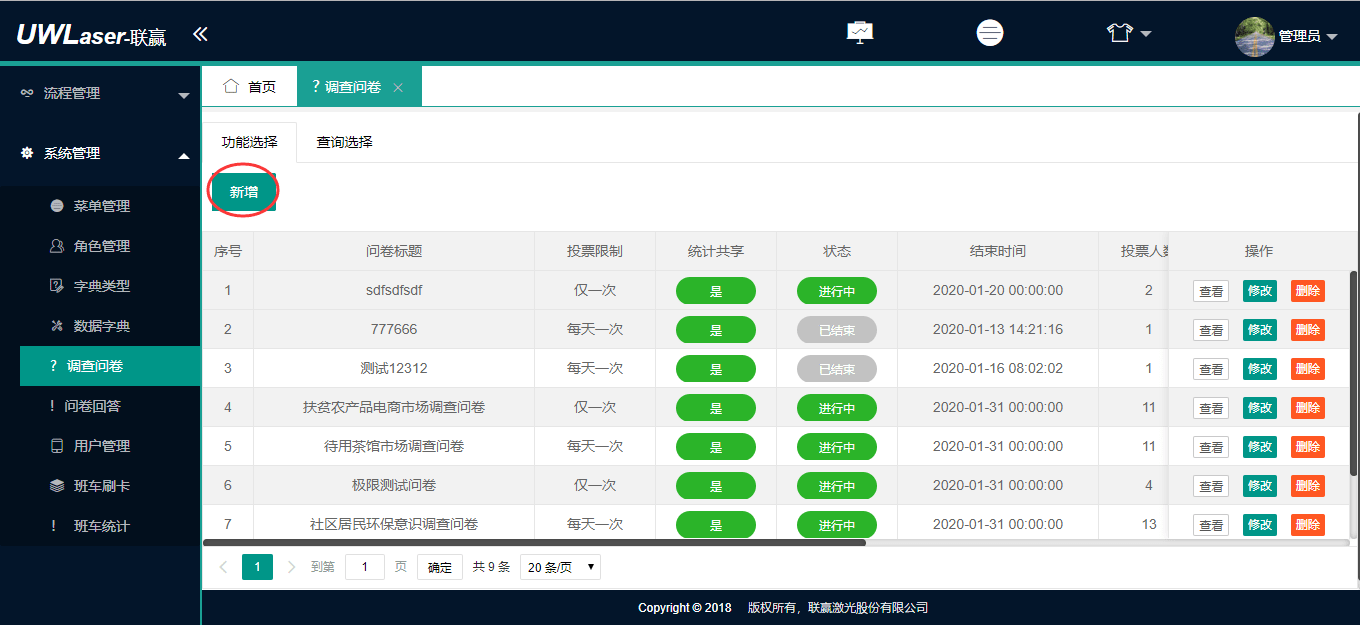 UWLaser-联赢
管理员
流程管理
系统管理
菜单管理
角色管理
字典类型
数据字典
? 调查问卷
! 问卷回答
用户管理
班车刷卡
! 班车统计
首页
? 调查问卷
功能选择 查询选择
新增
序号 问卷标题 投票限制 统计共享 状态 结束时间 投票人数 操作
1 sdfsdfsdf 仅一次 是 进行中 2020-01-20 00:00:00 2 查看 修改 删除
2 777666 每天一次 是 已结束 2020-01-13 14:21:16 1 查看 修改 删除
3 测试12312 每天一次 是 已结束 2020-01-16 08:02:02 1 查看 修改 删除
4 扶贫农产品电商市场调查问卷 仅一次 是 进行中 2020-01-31 00:00:00 11 查看 修改 删除
5 待用茶馆市场调查问卷 每天一次 是 进行中 2020-01-31 00:00:00 11 查看 修改 删除
6 极限测试问卷 仅一次 是 进行中 2020-01-31 00:00:00 4 查看 修改 删除
7 社区居民环保意识调查问卷 每天一次 是 进行中 2020-01-31 00:00:00 13 查看 修改 删除
1 到第 1 页 确定 共 9 条 20 条/页
Copyright © 2018 版权所有，联赢激光股份有限公司